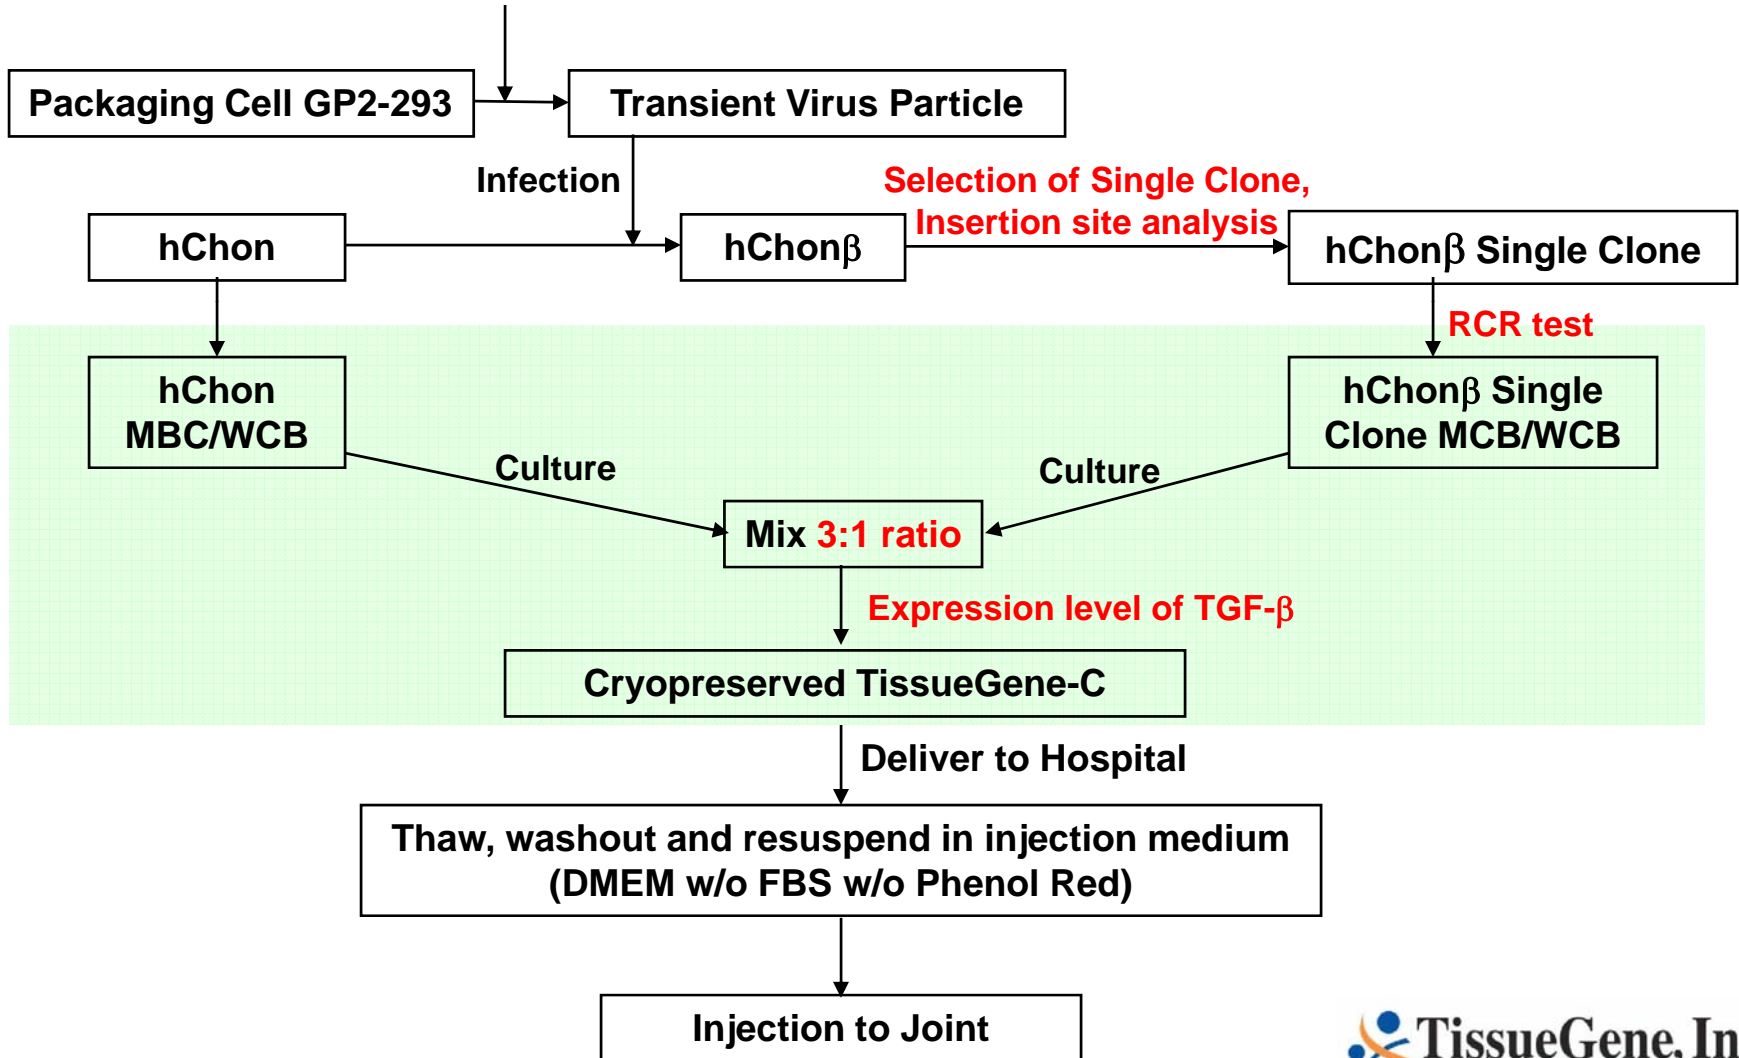 Packaging Cell GP2-293
Transient Virus Particle
Infection
Selection of Single Clone,
Insertion site analysis
hChon
hChonβ
hChonβ Single Clone
RCR test
hChon
MBC/WCB
hChonβ Single
Clone MCB/WCB
Culture
Culture
Mix 3:1 ratio
Expression level of TGF-β
Cryopreserved TissueGene-C
Deliver to Hospital
Thaw, washout and resuspend in injection medium
(DMEM w/o FBS w/o Phenol Red)
Injection to Joint
TissueGene, In